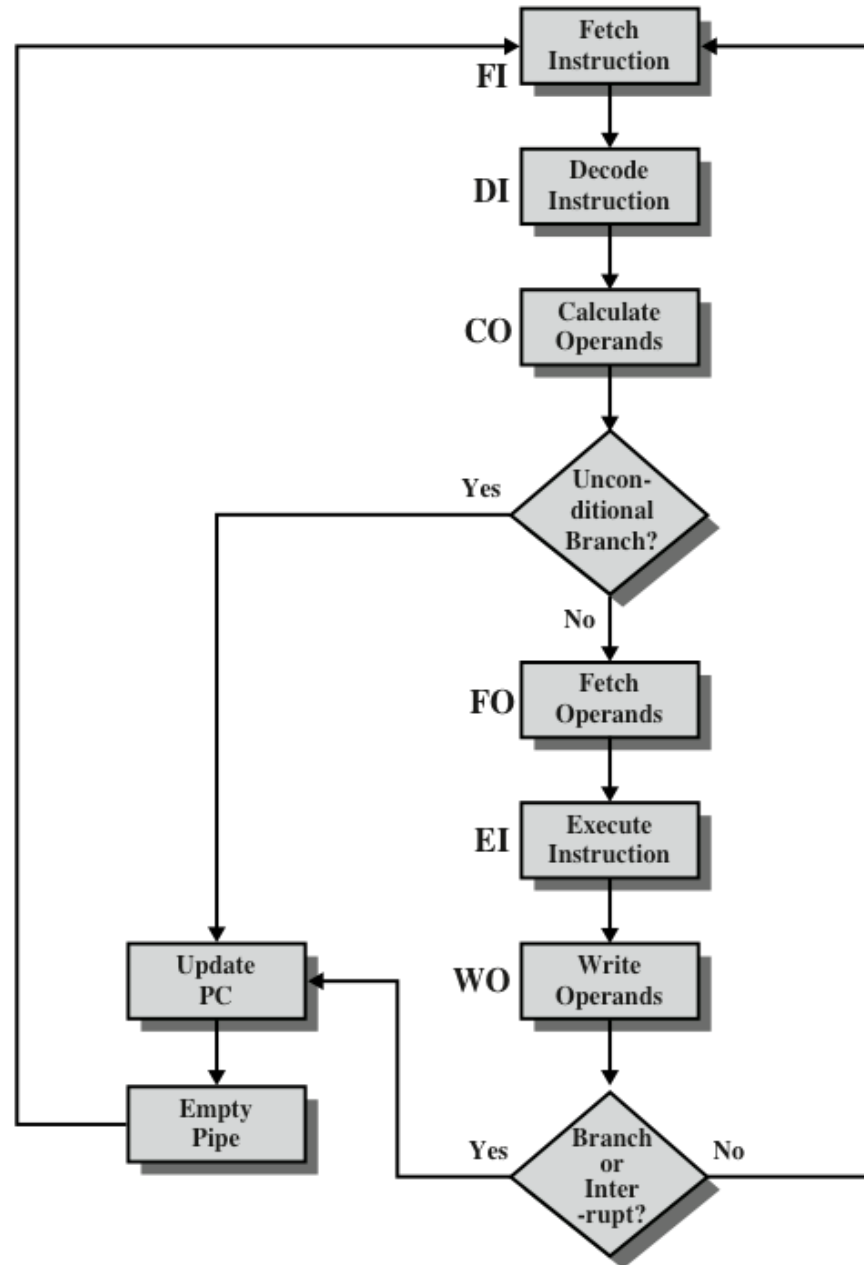 Fetch
Instruction
FI
Decode
Instruction
DI
Calculate
Operands
CO
Uncon-
ditional
Branch?
Yes
No
Fetch
Operands
FO
Execute
Instruction
EI
Update
PC
Write
Operands
WO
Empty
Pipe
Yes
Branch
or
Inter
-rupt?
No